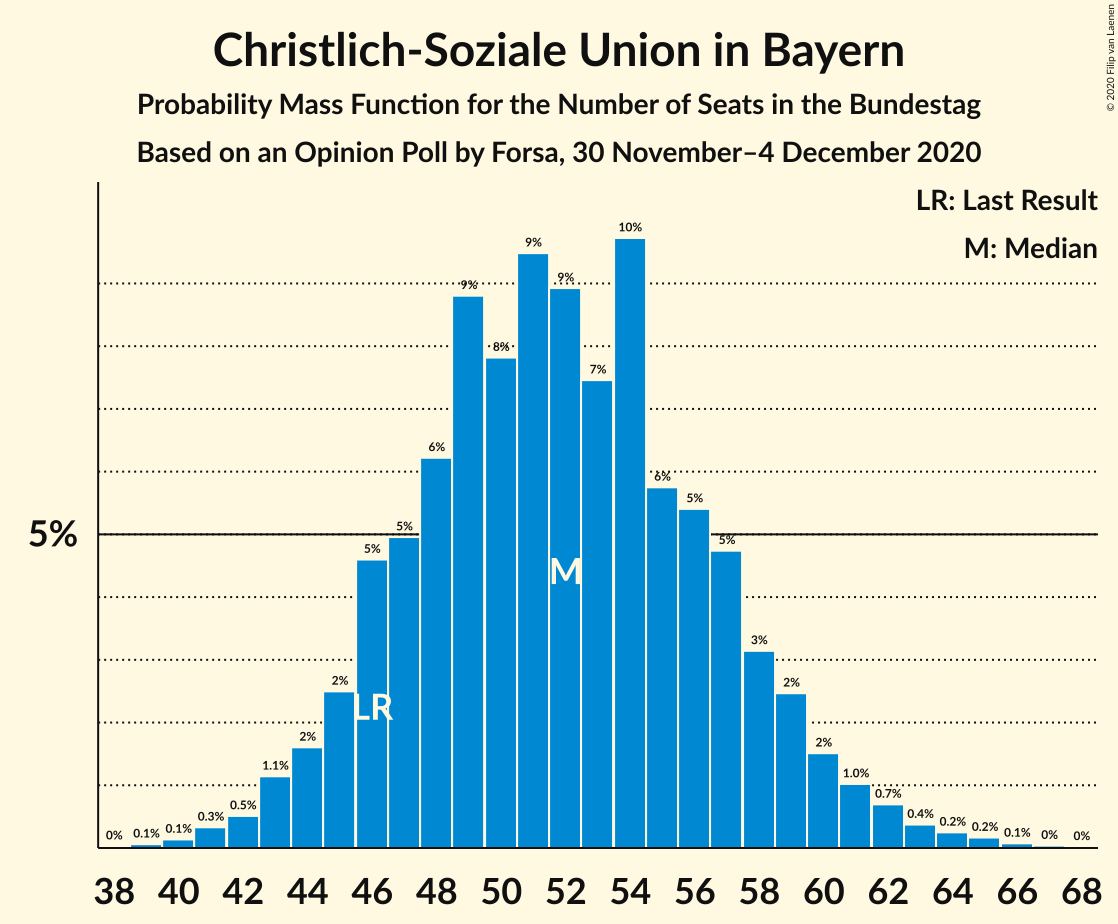 Christlich-Soziale Union in Bayern
Probability Mass Function for the Number of Seats in the Bundestag
Based on an Opinion Poll by Forsa, 30 November–4 December 2020
© 2020 Filip van Laenen
LR: Last Result
M: Median
5%
0% 0.1% 0.1% 0.3% 0.5% 1.1% 2% 2% 5% 5% 6% 9% 8% 9% 9% 7% 10% 6% 5% 5% 3% 2% 2% 1.0% 0.7% 0.4% 0.2% 0.2% 0.1% 0% 0%
LR
M
38 40 42 44 46 48 50 52 54 56 58 60 62 64 66 68